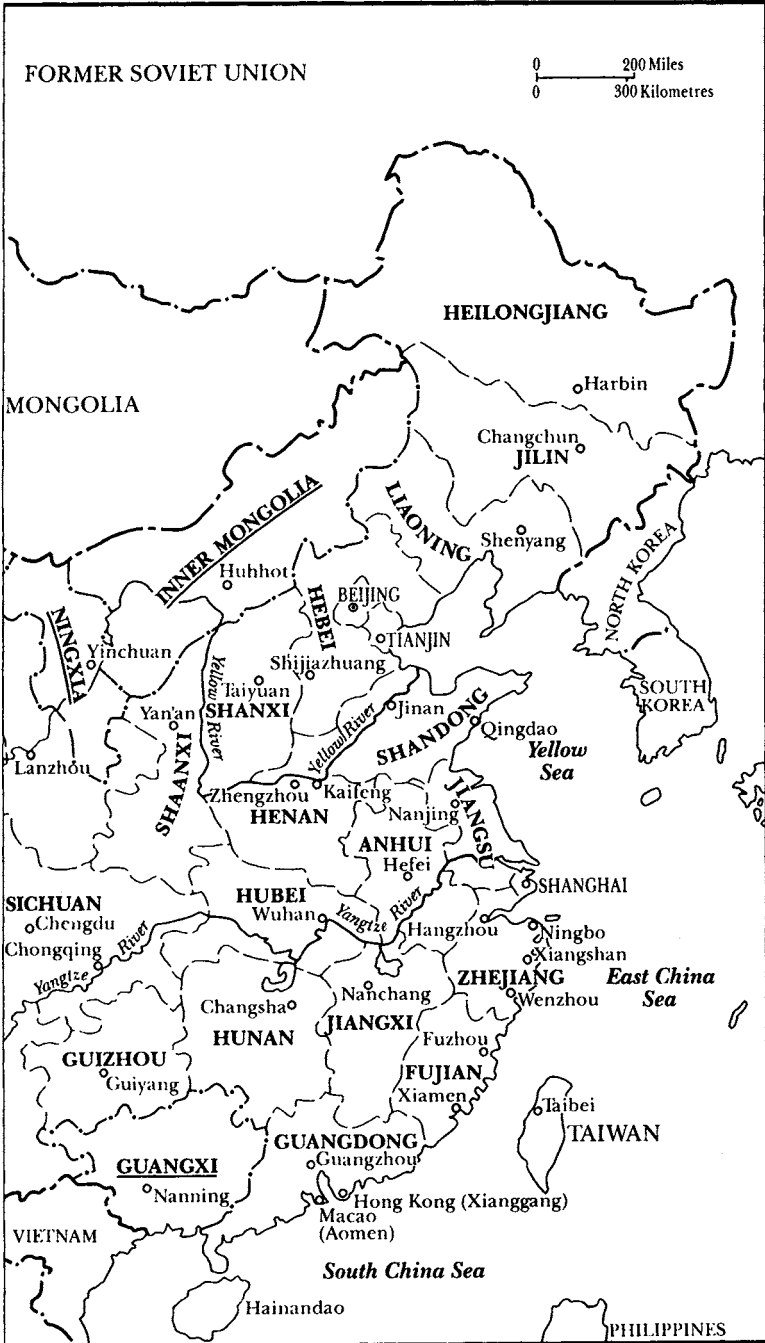 FORMER SOVIET UNION
0 200 Miles
0 300 Kilometres
HEILONGJIANG
Harbin
MONGOLIA
Changchun
JILIN
INNER MONGOLIA
LIAONING
Shenyang
NORTH KOREA
Huhhot
HEBEI
BEIJING
NINGXIA
TIANJIN
Yinchuan
Shijiazhuang
Yellow River
Taiyuan
SHANXI
SOUTH
KOREA
Yan'an
Yellow River
Jinan
SHANDONG
Qingdao
Yellow
Sea
Lanzhou
SHAANXI
Zhengzhou
Kaifeng
HENAN
Nanjing
JIANGSU
ANHUI
Hefei
SHANGHAI
SICHUAN
HUBEI
Wuhan
Yangtze River
Hangzhou
Chengdu
Ningbo
Chongqing
Yangtze River
Xiangshan
ZHEJIANG
East China
Sea
Wenzhou
Nanchang
Changsha
JIANGXI
HUNAN
Fuzhou
GUIZHOU
FUJIAN
Guiyang
Xiamen
Taibei
TAIWAN
GUANGDONG
Guangzhou
GUANGXI
Nanning
Hong Kong (Xianggang)
Macao
(Aomen)
VIETNAM
South China Sea
Hainandao
PHILIPPINES